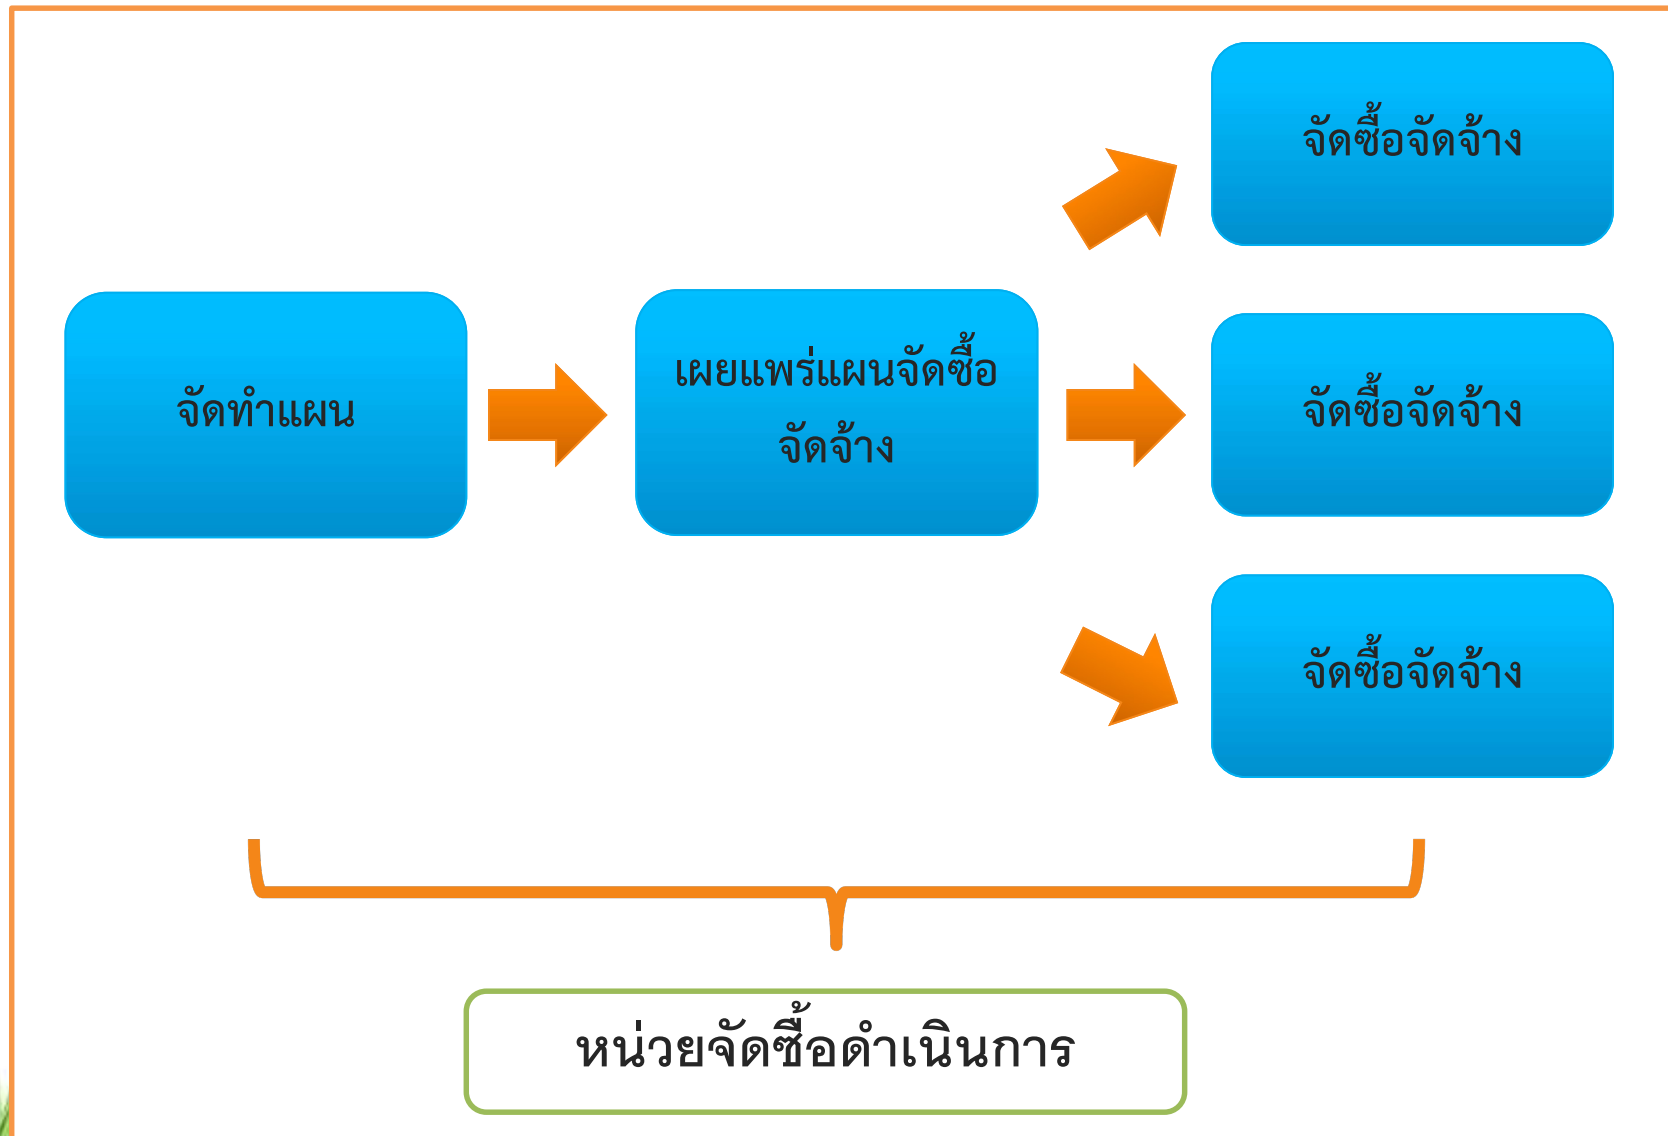 จัดซื้อจัดจ้าง
จัดทำแผน
เผยแพร่แผนจัดซื้อ
จัดจ้าง
จัดซื้อจัดจ้าง
จัดซื้อจัดจ้าง
หน่วยจัดซื้อดำเนินการ